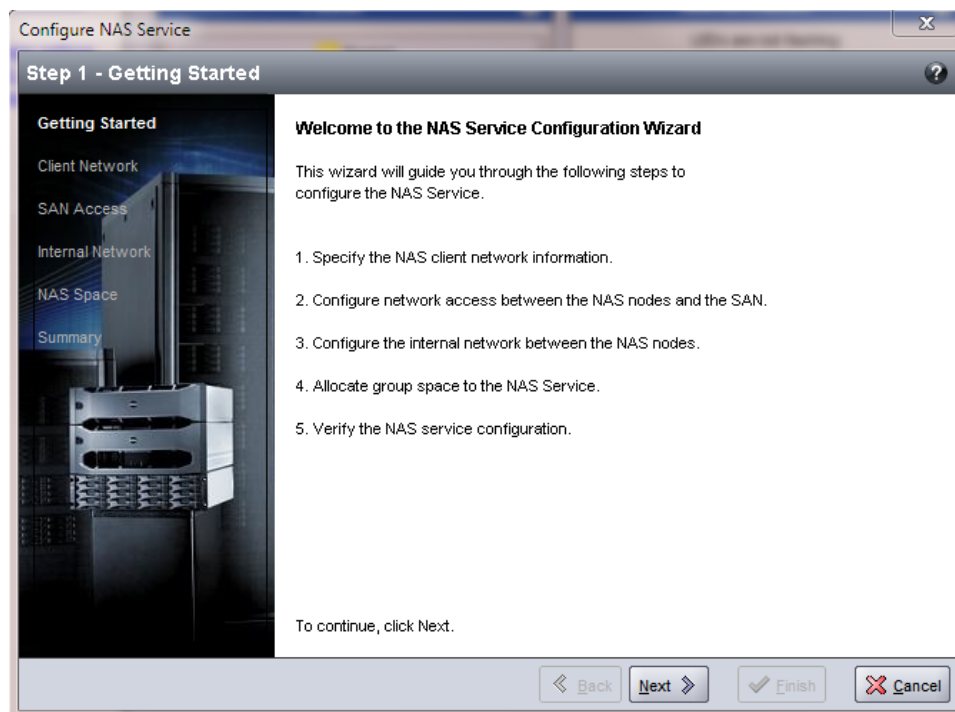 Configure NAS Service
Step 1 - Getting Started
Getting Started
Client Network
SAN Access
Internal Network
NAS Space
Summary
Welcome to the NAS Service Configuration Wizard
This wizard will guide you through the following steps to
configure the NAS Service.
1. Specify the NAS client network information.
2. Configure network access between the NAS nodes and the SAN.
3. Configure the internal network between the NAS nodes.
4. Allocate group space to the NAS Service.
5. Verify the NAS service configuration.
To continue, click Next.
Back Next Finish Cancel